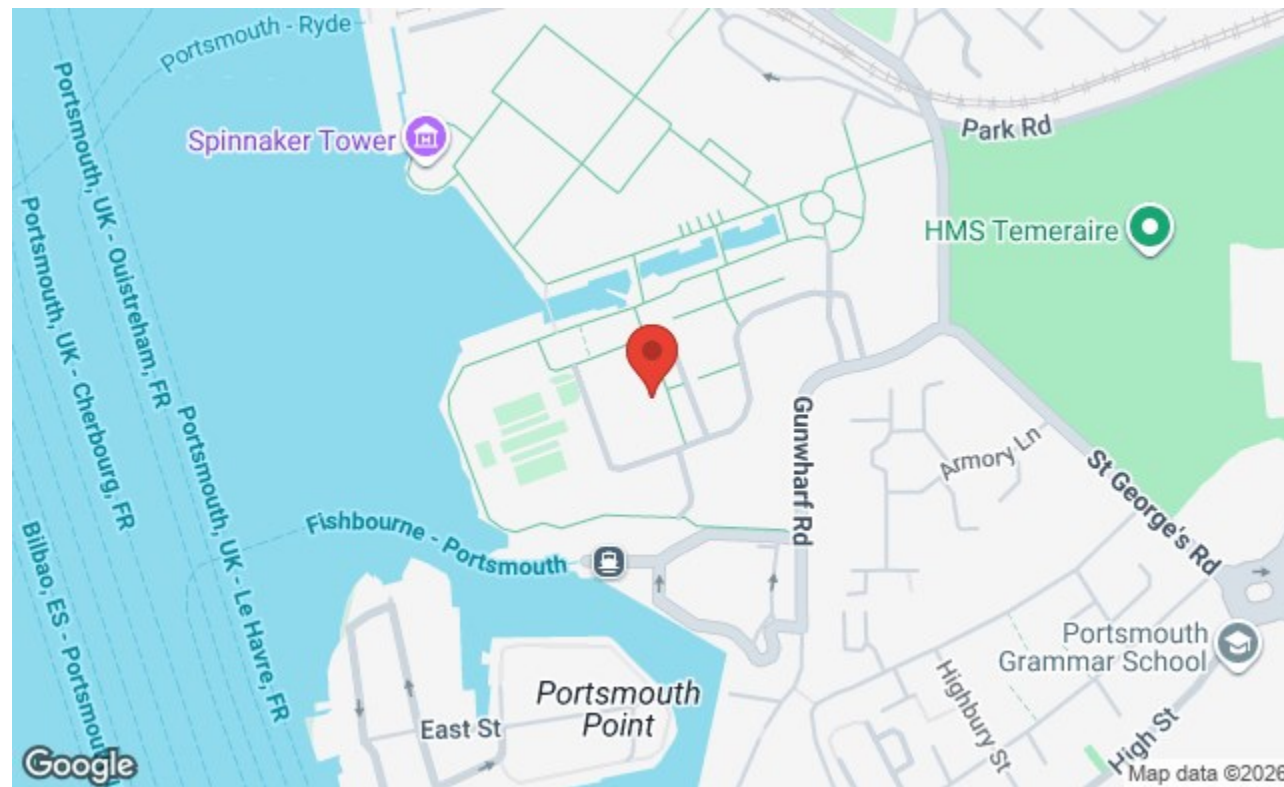 Portsmouth - Ryde
Portsmouth, UK - Ouistreham, FR
Portsmouth, UK - Cherbourg, FR
Portsmouth, UK - Le Havre, FR
Bilbao, ES - Portsmou
Spinnaker Tower
Park Rd
HMS Temeraire
Gunwharf Rd
Armory Ln
St George's Rd
Fishbourne - Portsmouth
Portsmouth
Grammar School
Portsmouth
Point
East St
Highbury St
High St
Google
Map data ©2026